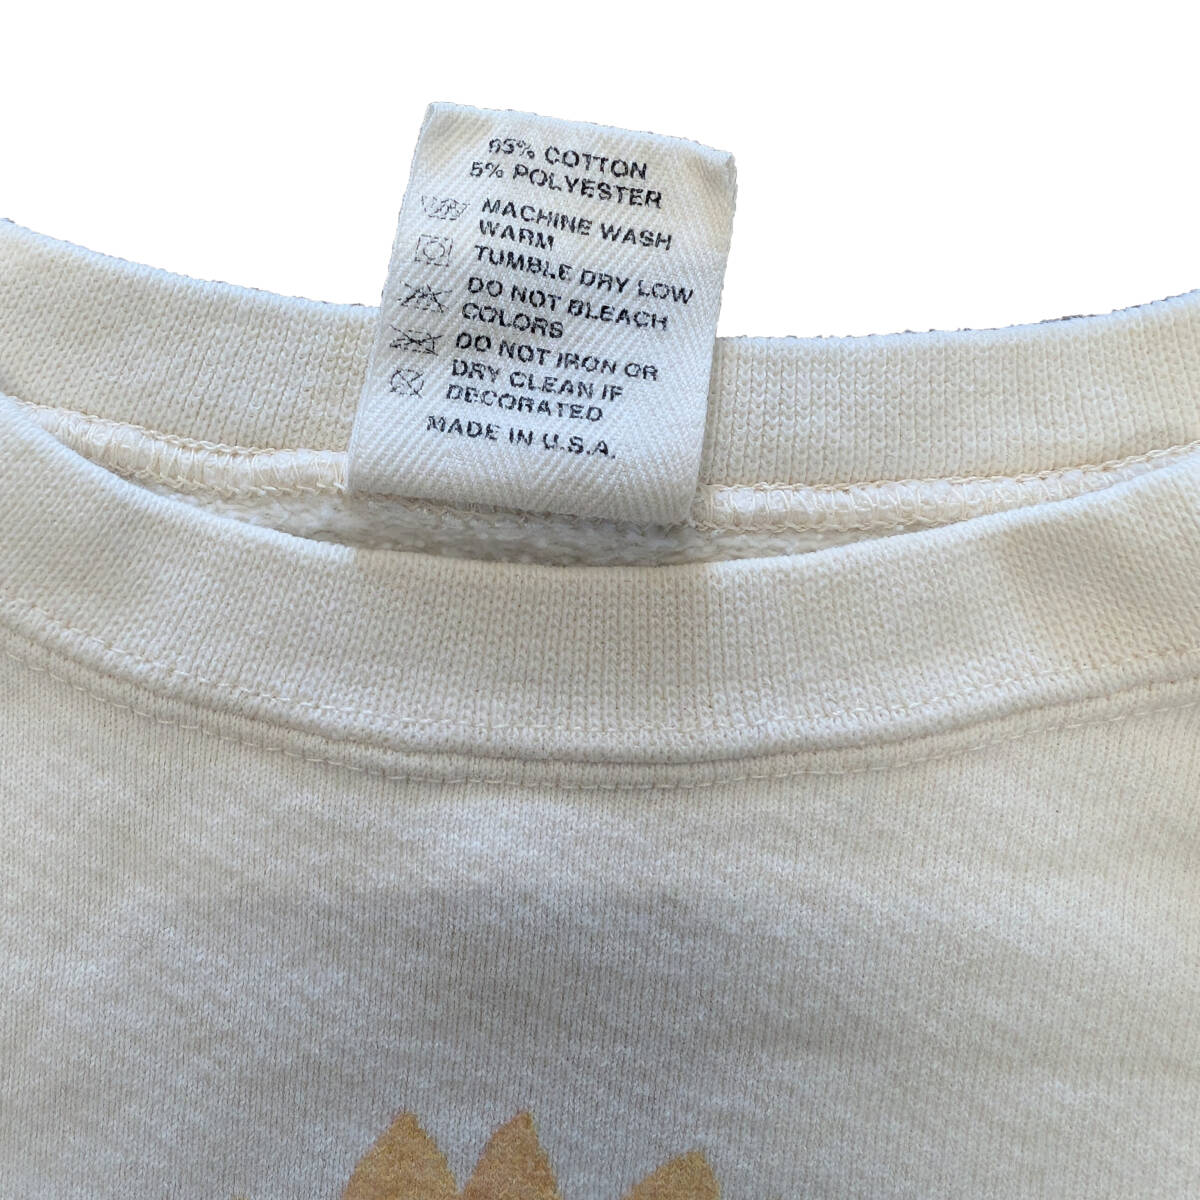 95% COTTON
5% POLYESTER
MACHINE WASH
WARM
TUMBLE DRY LOW
DO NOT BLEACH
COLORS
DO NOT IRON OR
DRY CLEAN IF
DECORATED
MADE IN U.S.A.